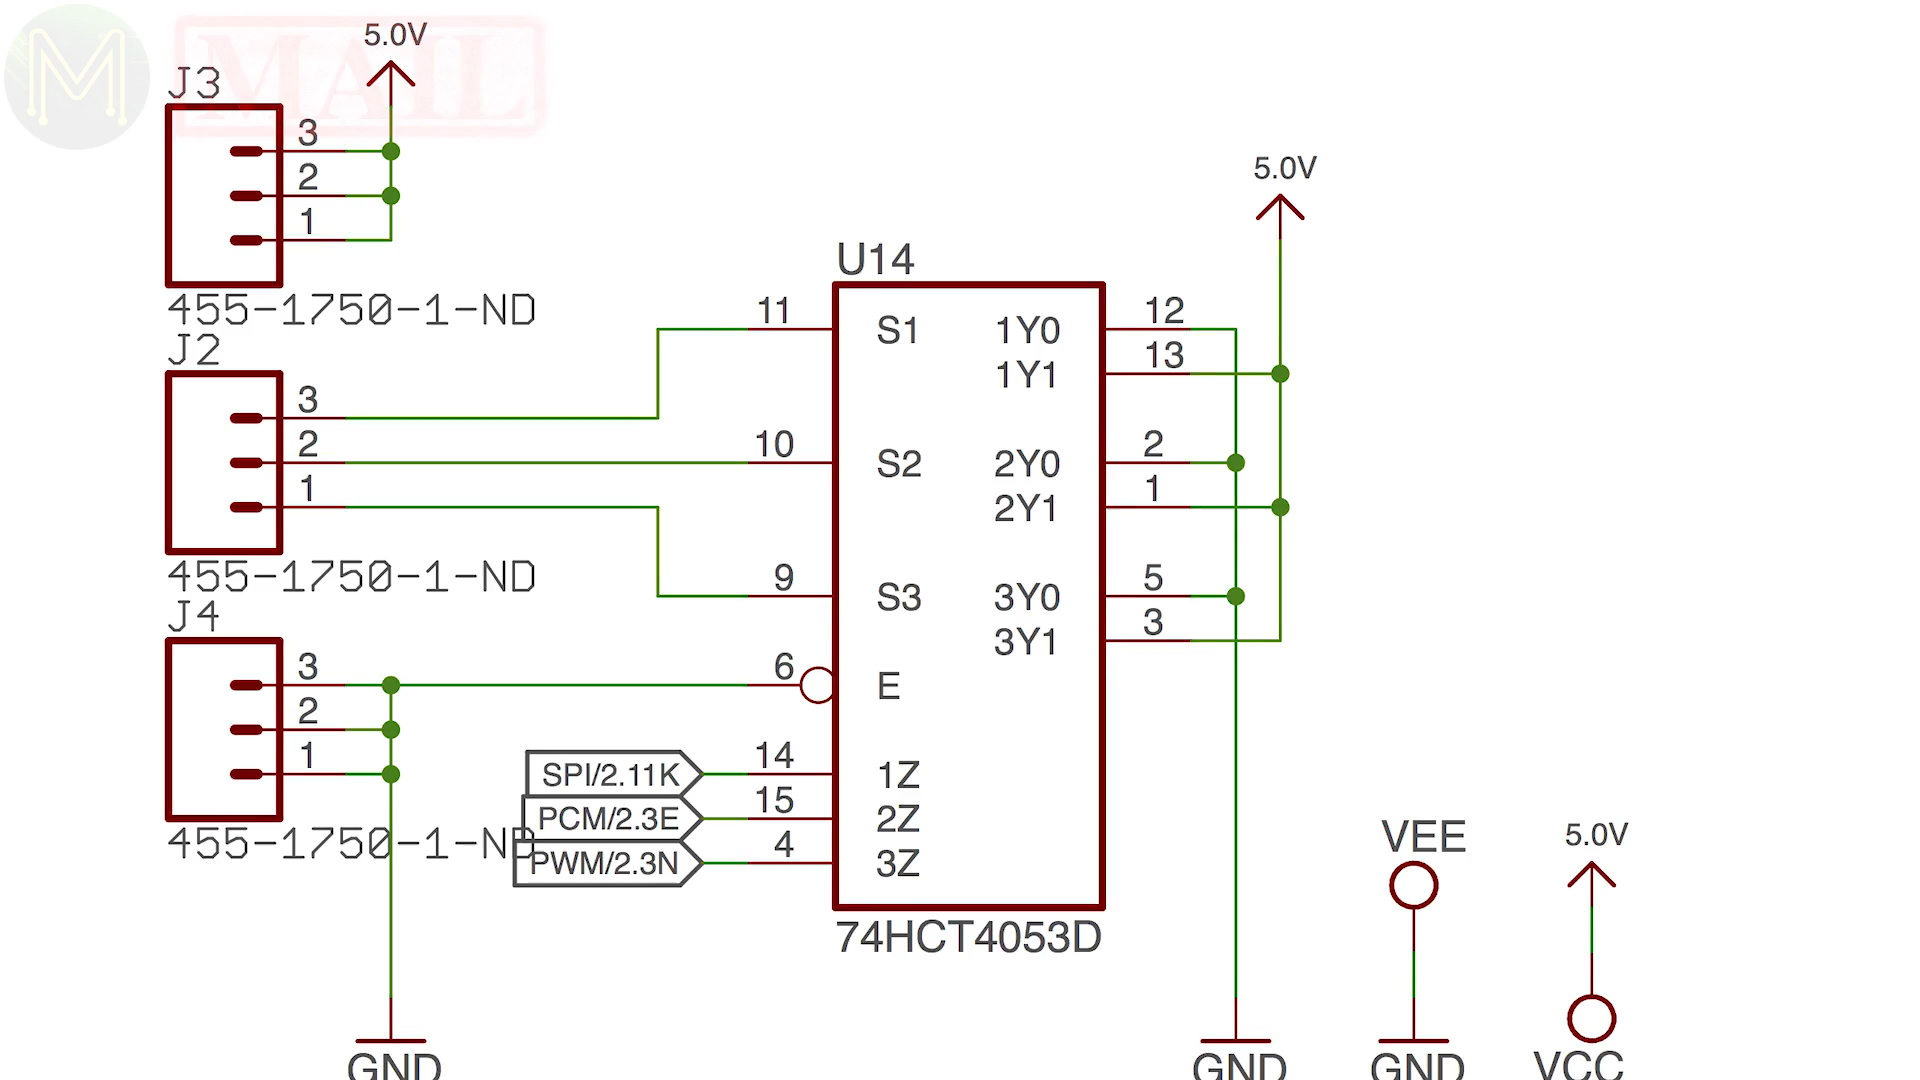 M
MAIL
5.0V
J3
3
2
1
455-1750-1-ND
J2
3
2
1
455-1750-1-ND
J4
3
2
1
455-1750-1-ND
GND
U14
11 S1 1Y0 12
1Y1 13
10 S2 2Y0 2
2Y1 1
9 S3 3Y0 5
3Y1 3
6 E
SPI/2.11K 14 1Z
PCM/2.3E 15 2Z
PWM/2.3N 4 3Z
74HCT4053D
5.0V
GND
VEE
GND
5.0V
VCC